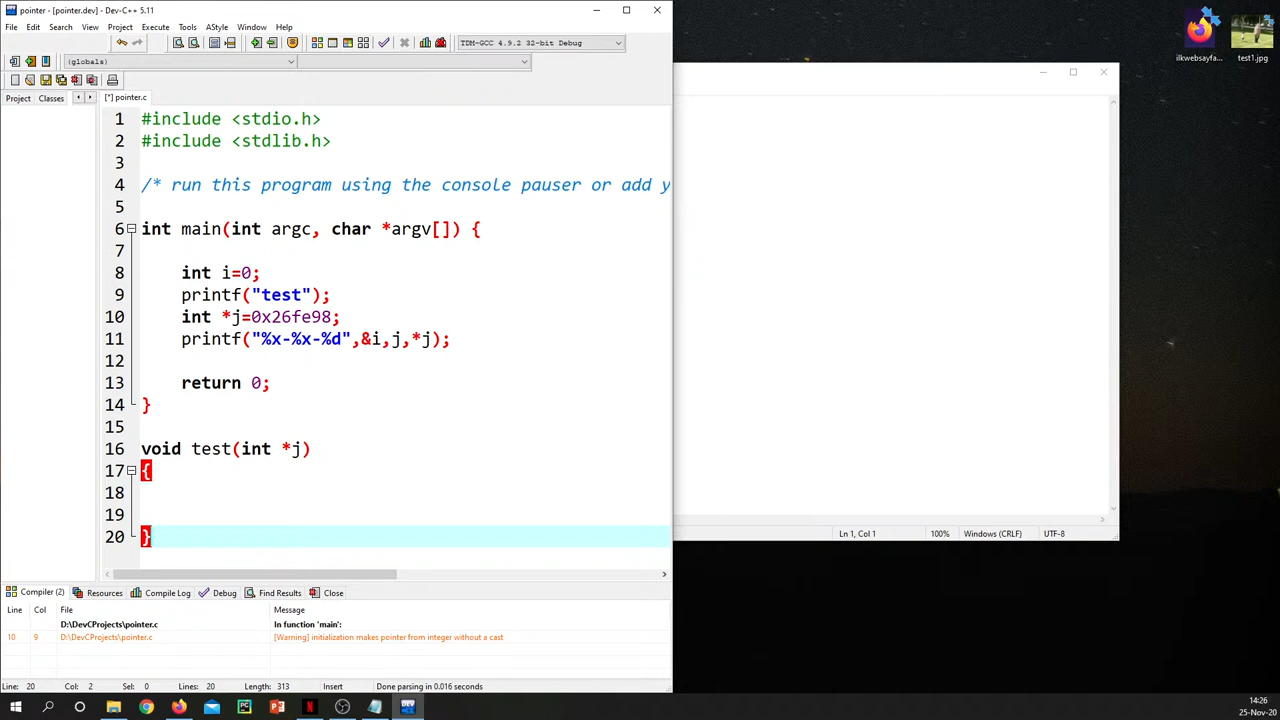 pointer - [pointer.dev] - Dev-C++ 5.11
File Edit Search View Project Execute Tools AStyle Window Help
TDM-GCC 4.9.2 32-bit Debug
(globals)
Project Classes
[*] pointer.c
1 #include <stdio.h>
2 #include <stdlib.h>
3
4 /* run this program using the console pauser or add y
5
6 int main(int argc, char *argv[]) {
7
8 int i=0;
9 printf("test");
10 int *j=0x26fe98;
11 printf("%x-%x-%d",&i,j,*j);
12
13 return 0;
14 }
15
16 void test(int *j)
17 {
18
19
20 }
Compiler (2) Resources Compile Log Debug Find Results Close
Line Col File Message
D:\DevCProjects\pointer.c In function 'main':
10 9 D:\DevCProjects\pointer.c [Warning] initialization makes pointer from integer without a cast
Line: 20 Col: 2 Sel: 0 Lines: 20 Length: 313 Insert Done parsing in 0.016 seconds
Ln 1, Col 1 100% Windows (CRLF) UTF-8
ilkwebsayfa...
test1.jpg
14:26
25-Nov-20